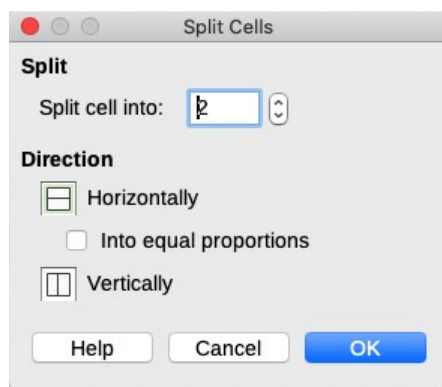 Split Cells
Split
Split cell into: 2
Direction
Horizontally
Into equal proportions
Vertically
Help Cancel OK